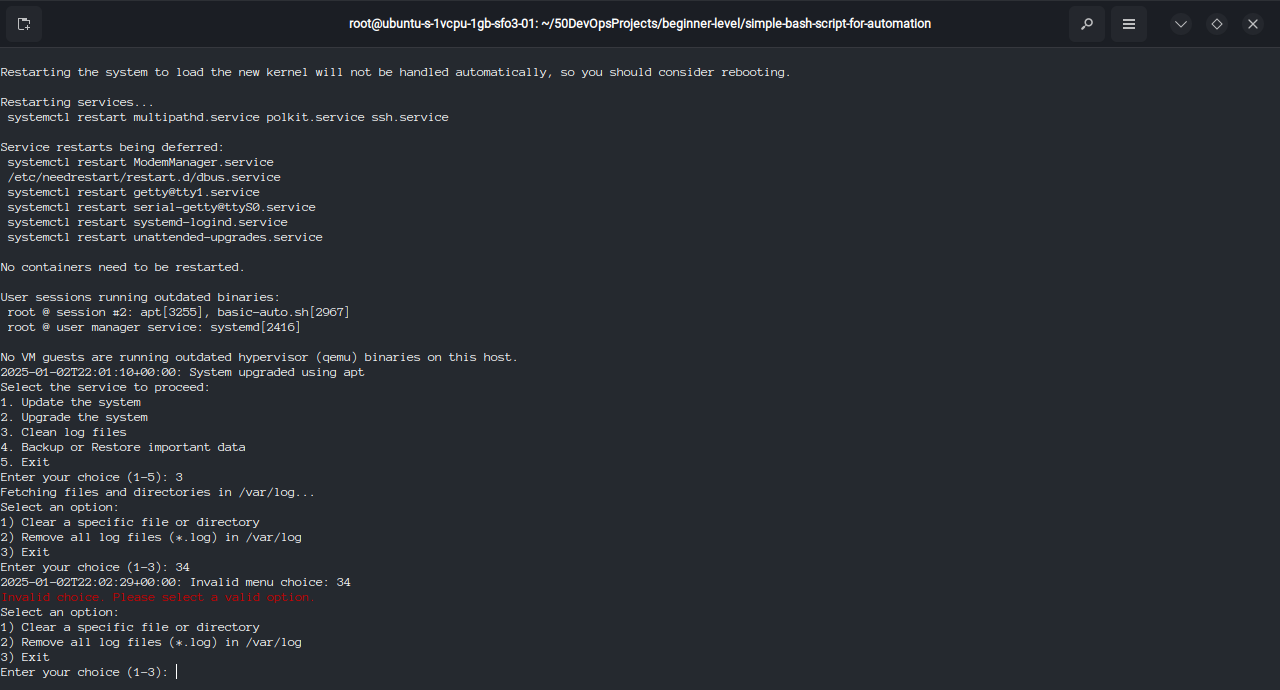 root@ubuntu-s-1vcpu-1gb-sfo3-01: ~/50DevOpsProjects/beginner-level/simple-bash-script-for-automation
Restarting the system to load the new kernel will not be handled automatically, so you should consider rebooting.
Restarting services...
systemctl restart multipathd.service polkit.service ssh.service
Service restarts being deferred:
systemctl restart ModemManager.service
/etc/needrestart/restart.d/dbus.service
systemctl restart getty@tty1.service
systemctl restart serial-getty@ttyS0.service
systemctl restart systemd-logind.service
systemctl restart unattended-upgrades.service
No containers need to be restarted.
User sessions running outdated binaries:
root @ session #2: apt[3255], basic-auto.sh[2967]
root @ user manager service: systemd[2416]
No VM guests are running outdated hypervisor (qemu) binaries on this host.
2025-01-02T22:01:10+00:00: System upgraded using apt
Select the service to proceed:
1. Update the system
2. Upgrade the system
3. Clean log files
4. Backup or Restore important data
5. Exit
Enter your choice (1-5): 3
Fetching files and directories in /var/log...
Select an option:
1) Clear a specific file or directory
2) Remove all log files (*.log) in /var/log
3) Exit
Enter your choice (1-3): 34
2025-01-02T22:02:29+00:00: Invalid menu choice: 34
Invalid choice. Please select a valid option.
Select an option:
1) Clear a specific file or directory
2) Remove all log files (*.log) in /var/log
3) Exit
Enter your choice (1-3):